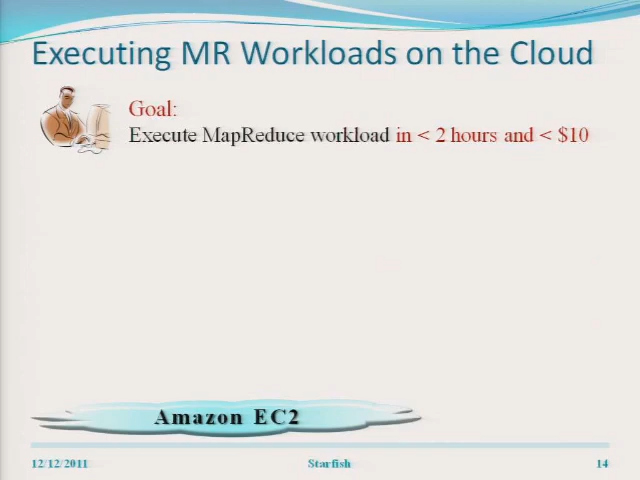 Executing MR Workloads on the Cloud
Goal:
Execute MapReduce workload in < 2 hours and < $10
Amazon EC2
12/12/2011 Starfish 14